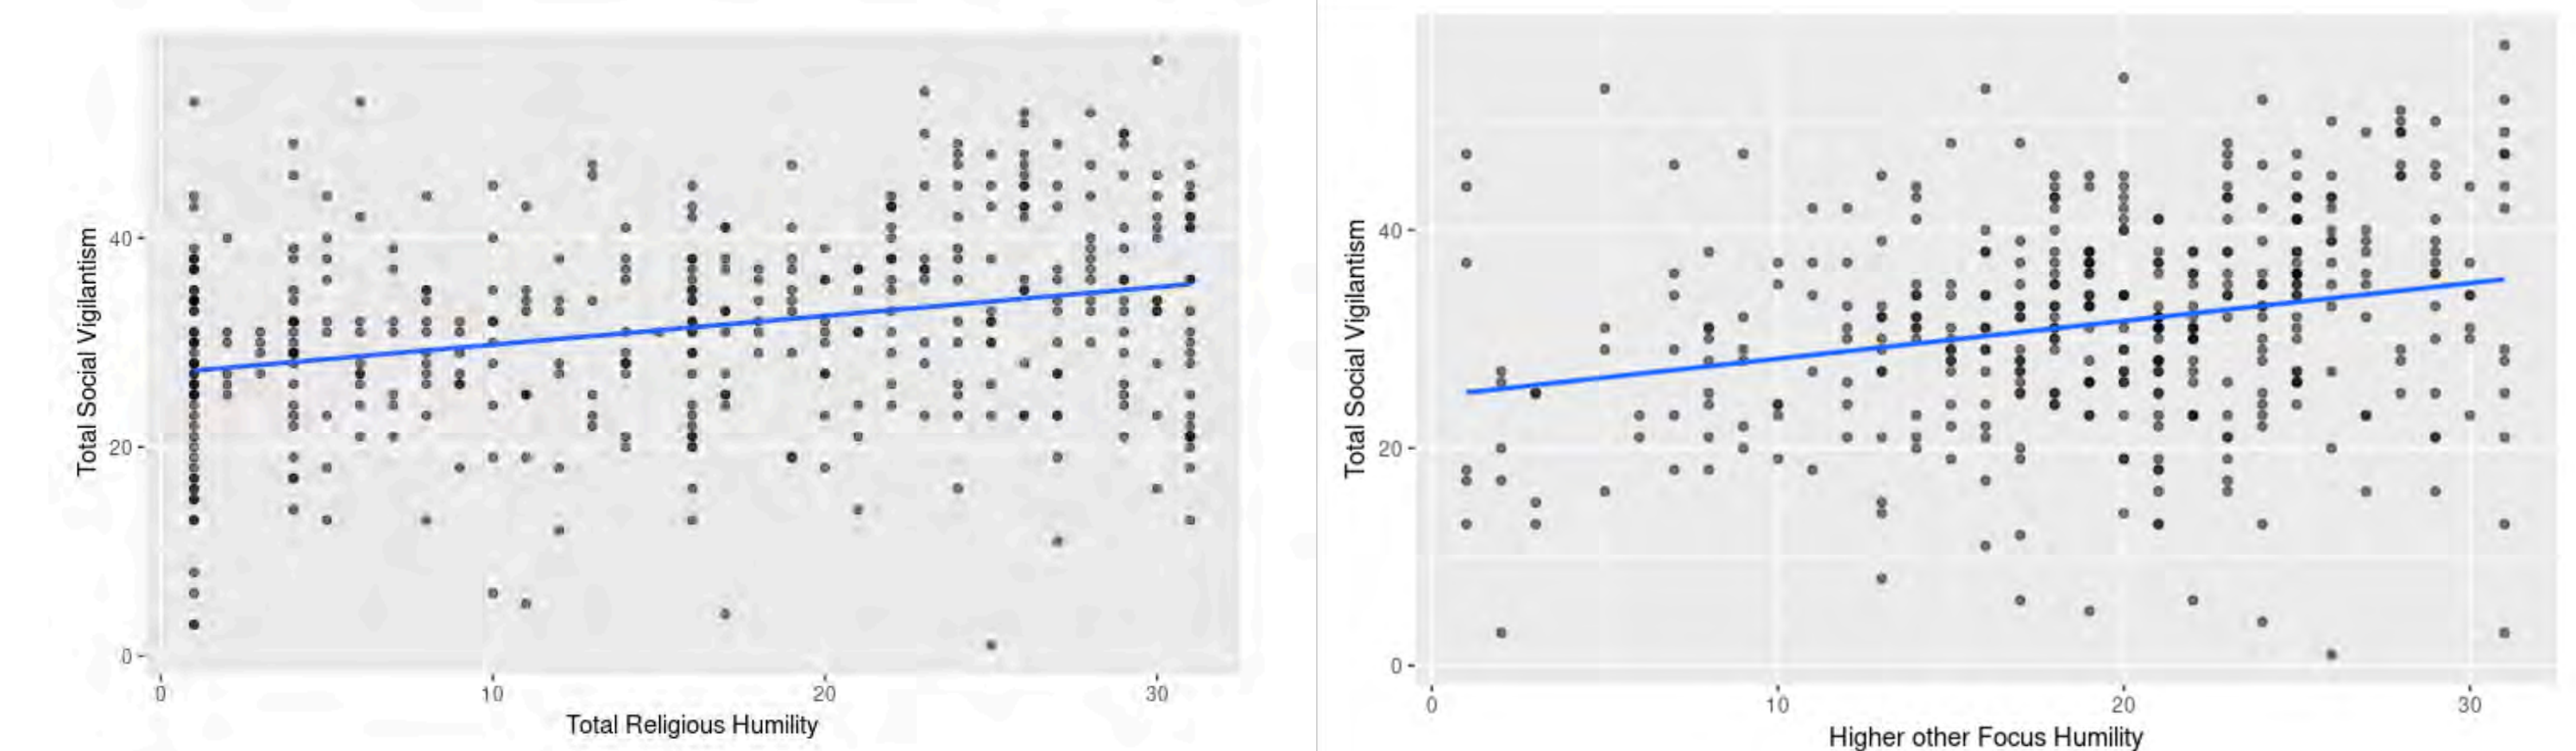 Total Social Vigilantism
40
20
0
0 10 20 30
Total Religious Humility
Total Social Vigilantism
40
20
0
0 10 20 30
Higher other Focus Humility